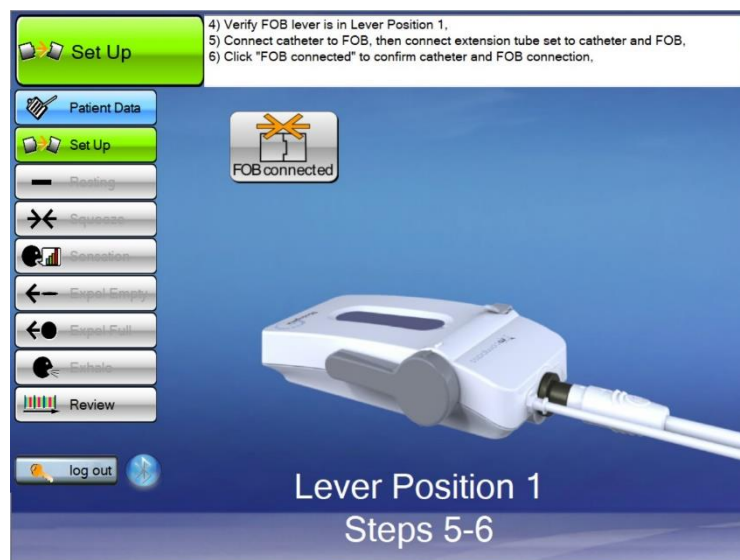 Set Up
4) Verify FOB lever is in Lever Position 1,
5) Connect catheter to FOB, then connect extension tube set to catheter and FOB,
6) Click "FOB connected" to confirm catheter and FOB connection,
Patient Data
Set Up
Resting
Squeeze
Sensation
Expel Empty
Expel Full
Exhale
Review
log out
FOB connected
Lever Position 1
Steps 5-6